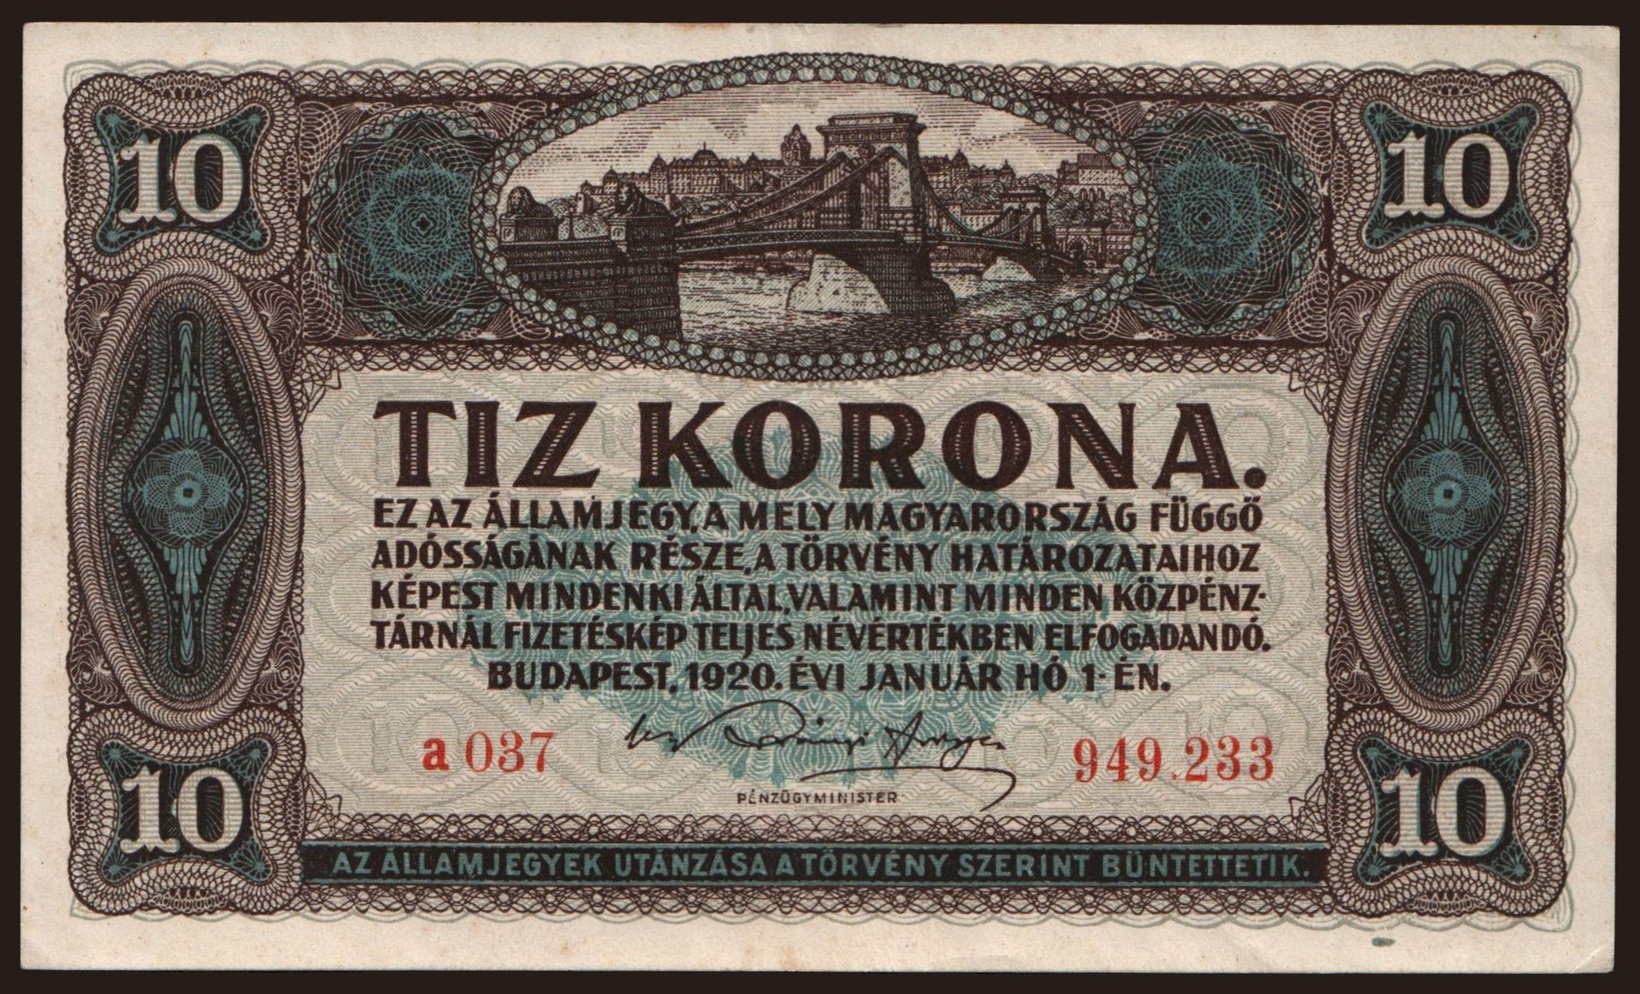 10 10
TIZ KORONA.
EZ AZ ÁLLAMJEGY, A MELY MAGYARORSZÁG FÜGGŐ
ADÓSSÁGÁNAK RÉSZE, A TÖRVÉNY HATÁROZATAIHOZ
KÉPEST MINDENKI ÁLTAL, VALAMINT MINDEN KÖZPÉNZ-
TÁRNÁL FIZETÉSKÉP TELJES NÉVÉRTÉKBEN ELFOGADANDÓ.
BUDAPEST, 1920. ÉVI JANUÁR HÓ 1-ÉN.
a 037 949.233
PÉNZÜGYMINISTER
10 10
AZ ÁLLAMJEGYEK UTÁNZÁSA A TÖRVÉNY SZERINT BÜNTETTETIK.